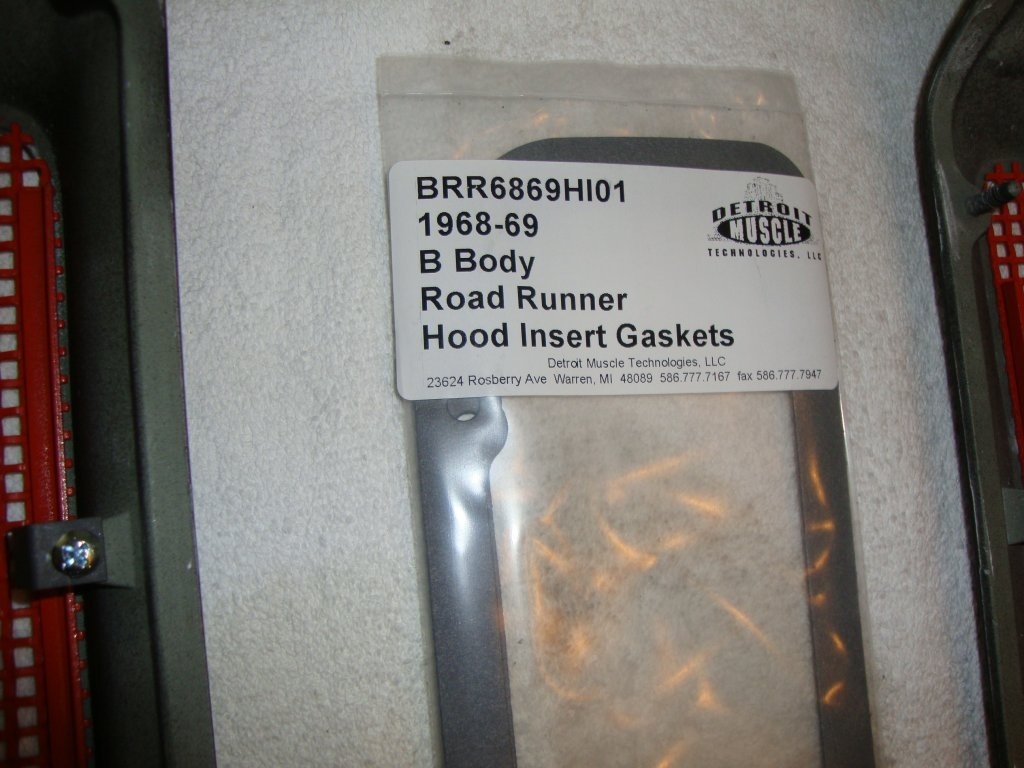 BRR6869HI01
1968-69
B Body
Road Runner
Hood Insert Gaskets
DETROIT
MUSCLE
TECHNOLOGIES, LLC
Detroit Muscle Technologies, LLC
23624 Rosberry Ave Warren, MI 48089 586.777.7167 fax 586.777.7947